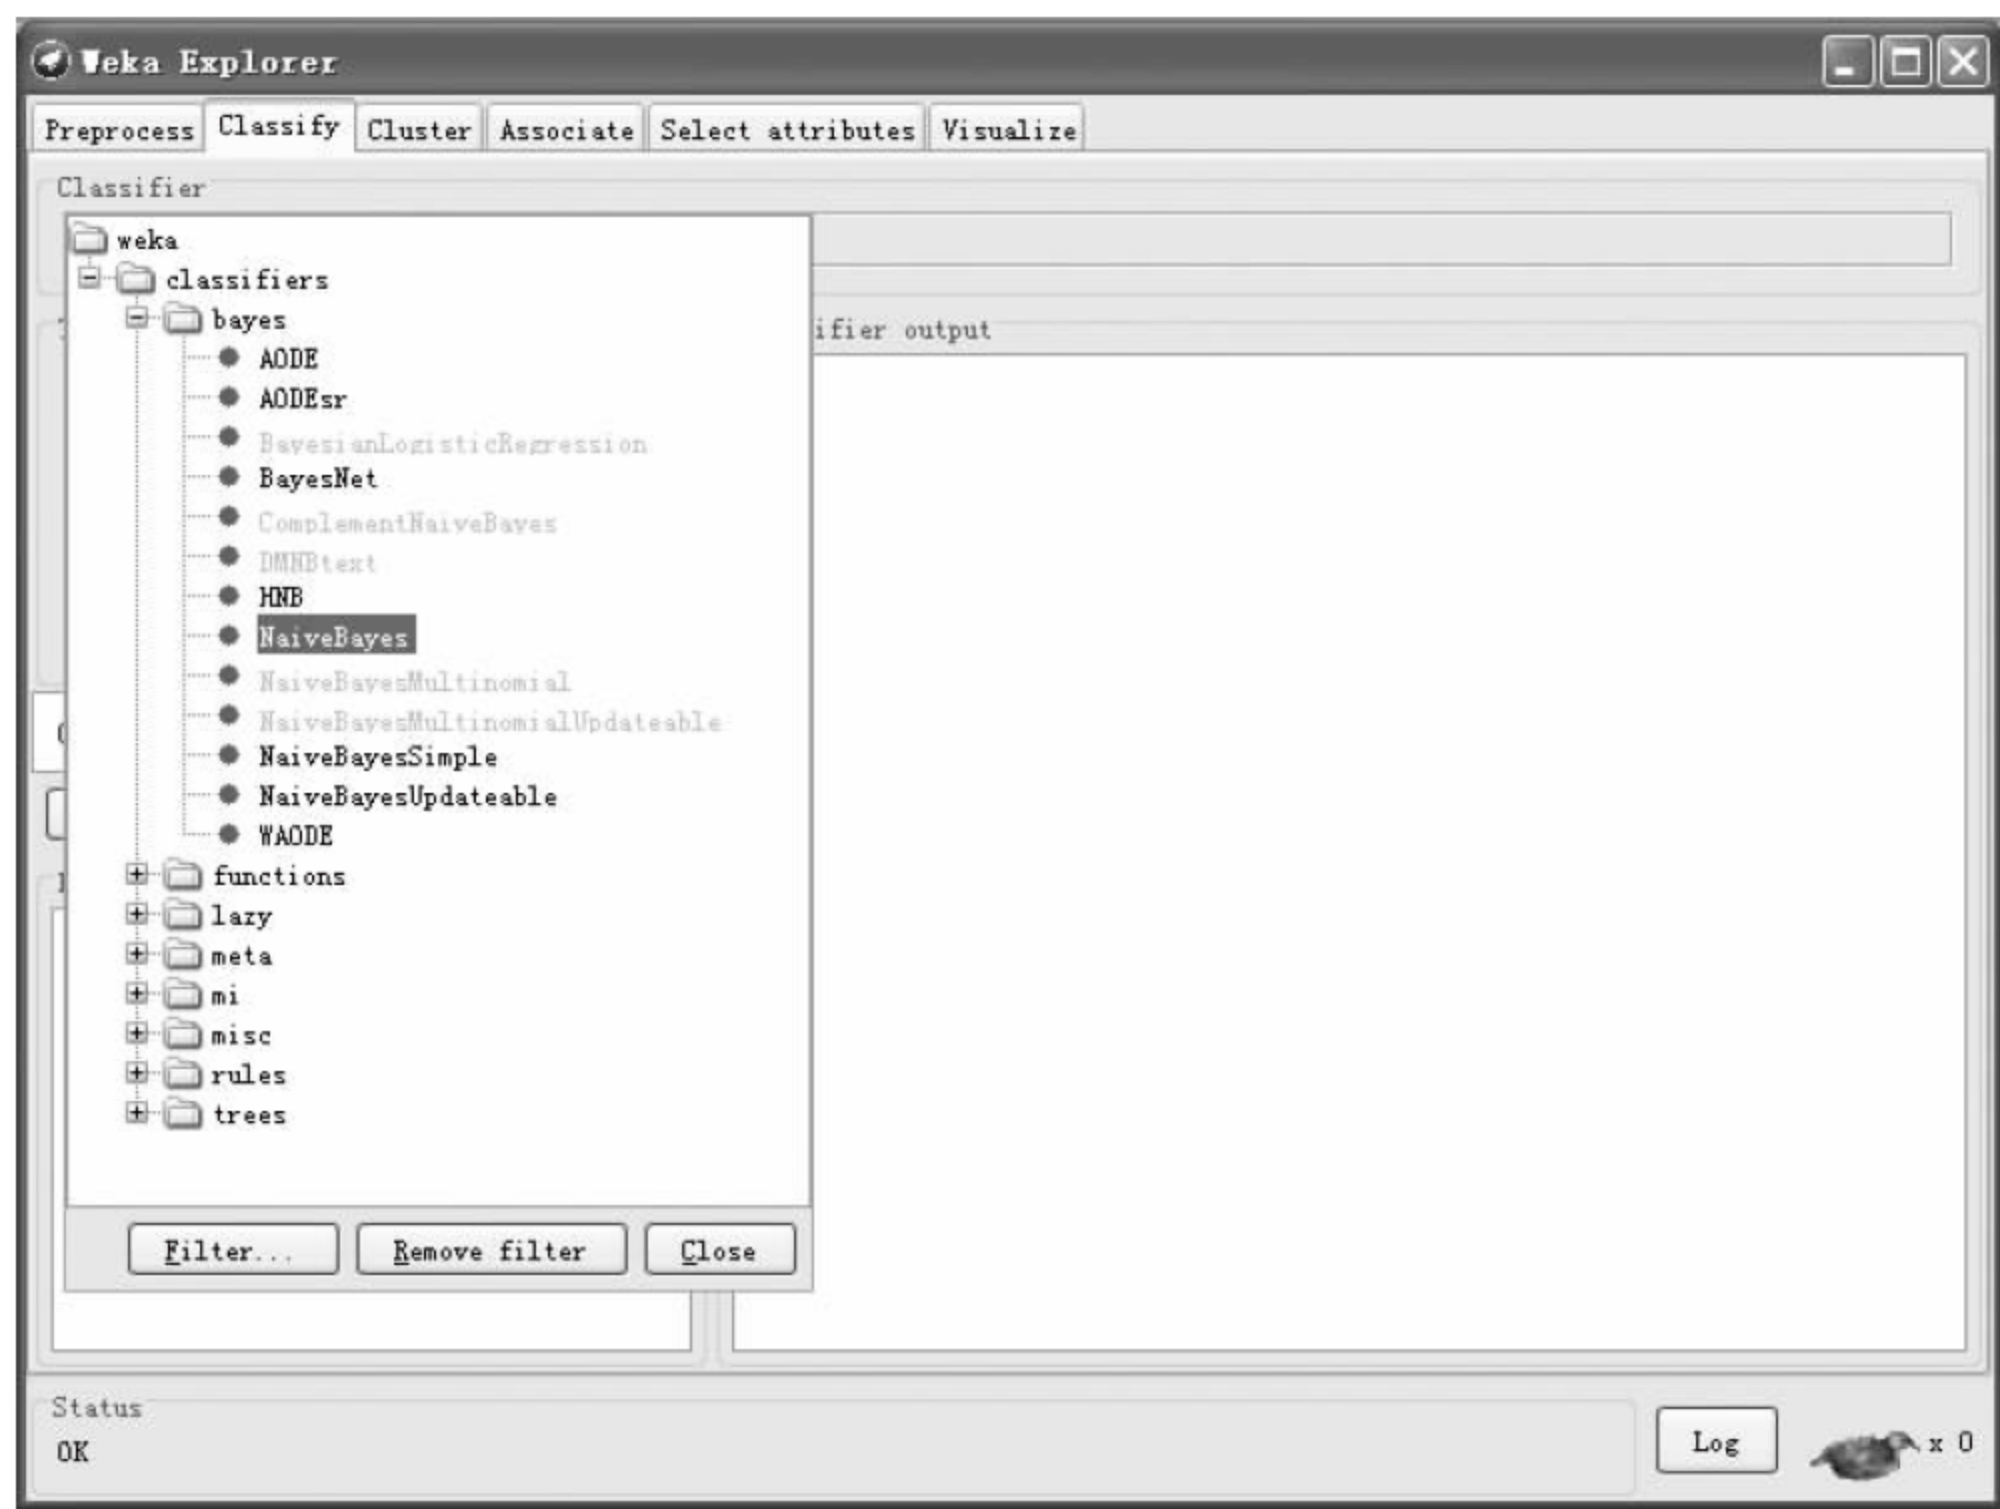 Weka Explorer
Preprocess Classify Cluster Associate Select attributes Visualize
Classifier
weka
classifiers
bayes
ifier output
AODE
AODEsr
BayesianLogisticRegression
BayesNet
ComplementNaiveBayes
DMNBtext
HNB
NaiveBayes
NaiveBayesMultinomial
NaiveBayesMultinomialUpdateable
NaiveBayesSimple
NaiveBayesUpdateable
WAODE
functions
lazy
meta
mi
misc
rules
trees
Filter... Remove filter Close
Status
OK
Log x 0